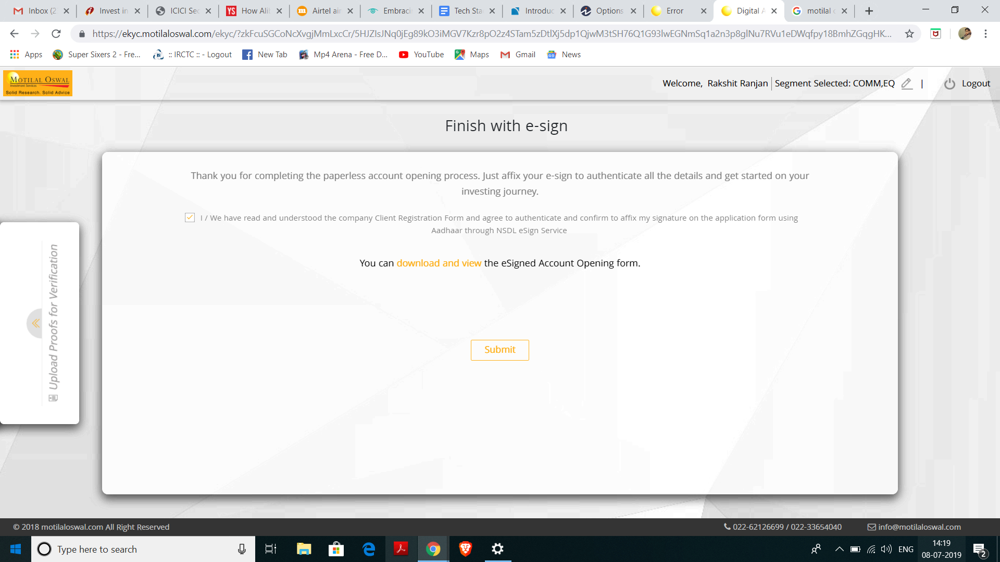 Inbox (2
Invest in
ICICI Sec
YS
How Alib
Airtel air
Embracin
Tech Sta
Introduc
Options
Error
Digital A
motilal o
https://ekyc.motilaloswal.com/ekyc/?zkFcuSGCoNcXvgjMmLxcCr/5HJZIsJNq0jEg89kO3iMGV7Kzr8pO2z4STam5zDtlXj5dp1QjwM3tSH76Q1G93lwEGNmSq1a2n3p8glNu7RVu1eDWqfpy18BmhZGqgHK...
Apps
Super Sixers 2 - Fre...
:: IRCTC :: - Logout
New Tab
Mp4 Arena - Free D...
YouTube
Maps
Gmail
News
MOTILAL OSWAL
Investment Services
Solid Research. Solid Advice
Welcome, Rakshit Ranjan
Segment Selected: COMM,EQ
|
Logout
Finish with e-sign
Thank you for completing the paperless account opening process. Just affix your e-sign to authenticate all the details and get started on your
investing journey.
I / We have read and understood the company Client Registration Form and agree to authenticate and confirm to affix my signature on the application form using
Aadhaar through NSDL eSign Service
You can download and view the eSigned Account Opening form.
Upload Proofs for Verification
Submit
© 2018 motilaloswal.com All Right Reserved
022-62126699 / 022-33654040
info@motilaloswal.com
Type here to search
ENG
14:19
08-07-2019
2